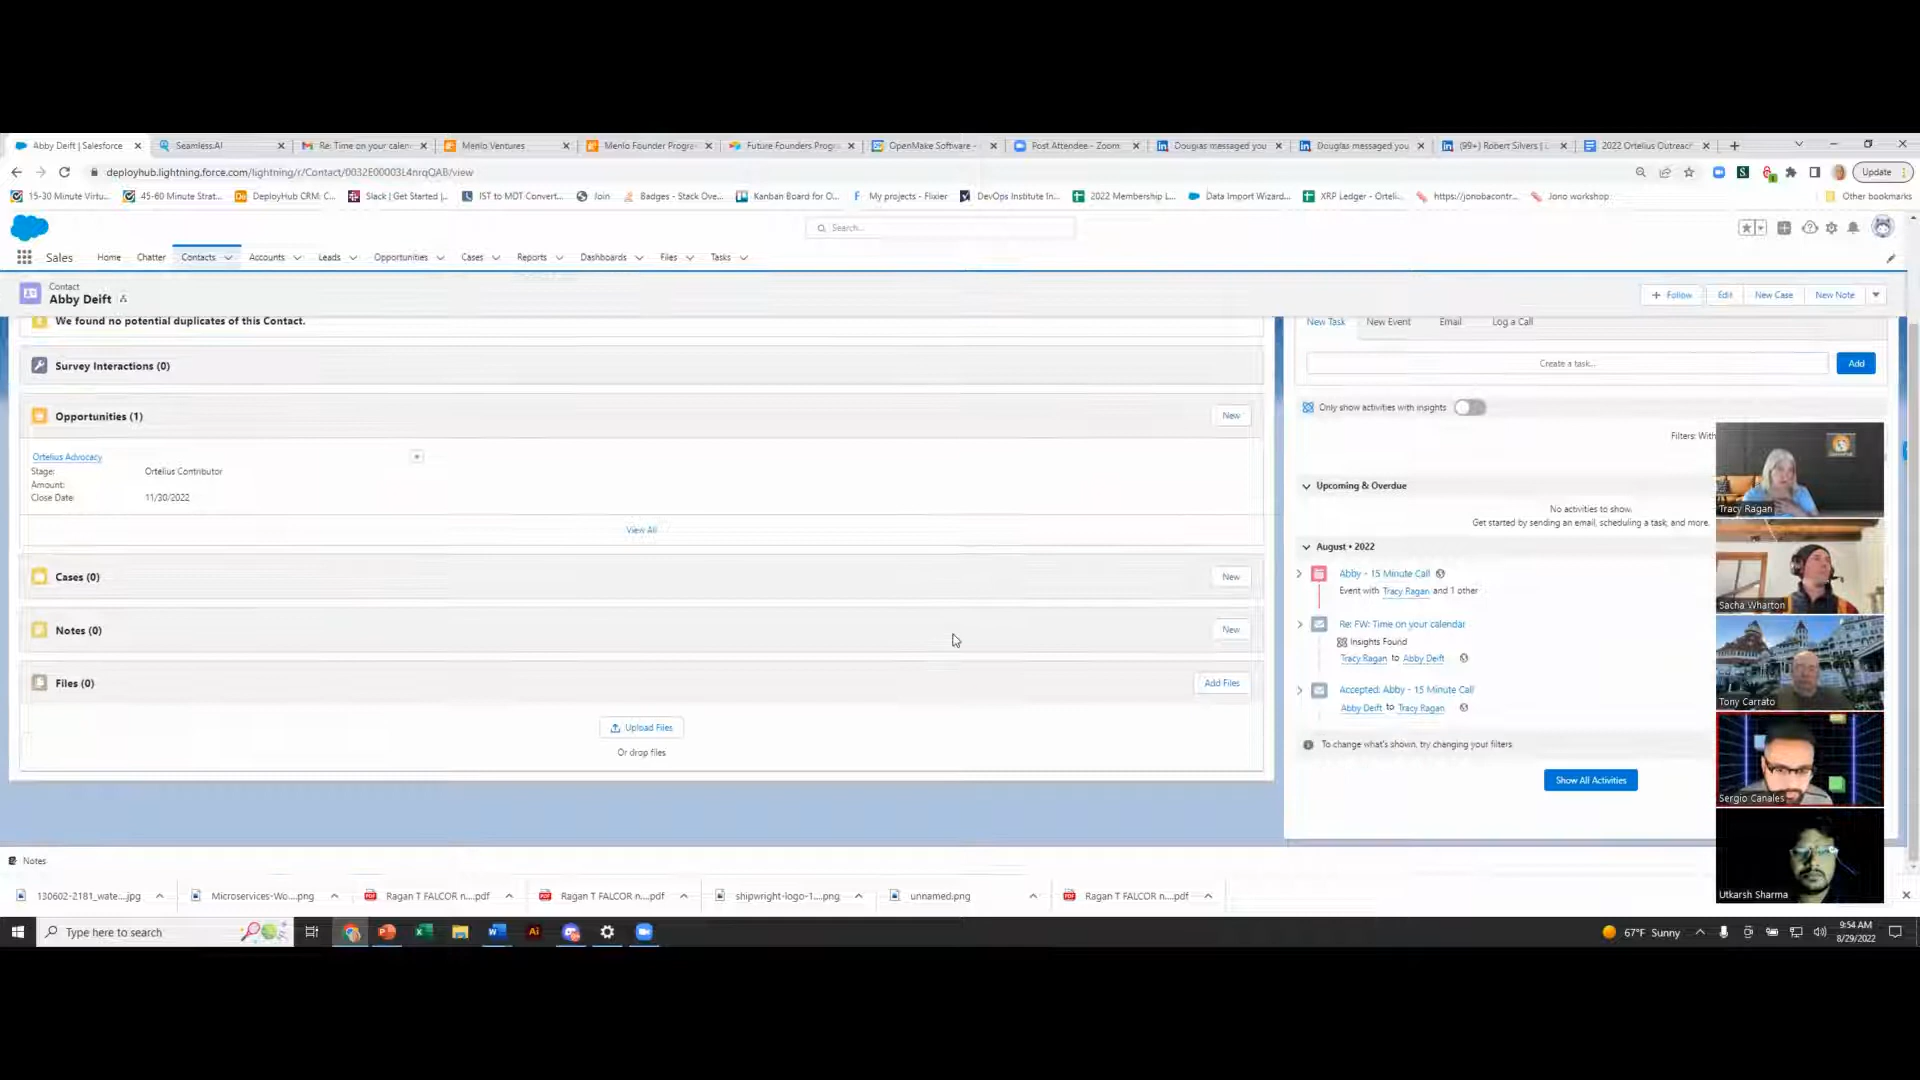 Abby Deift | Salesforce
Seamless.AI
Re: Time on your calen
Menlo Ventures
Menlo Founder Progra
Future Founders Prog
OpenMake Software -
Post Attendee - Zoom
Douglas messaged you
Douglas messaged you
(99+) Robert Silvers | L
2022 Ortelius Outreac
deployhub.lightning.force.com/lightning/r/Contact/0032E00003L4nrqQAB/view
Update
15-30 Minute Virtu...
45-60 Minute Strat...
DeployHub CRM: C...
Slack | Get Started |...
IST to MDT Convert...
Join
Badges - Stack Ove...
Kanban Board for O...
My projects - Flixier
DevOps Institute In...
2022 Membership L...
Data Import Wizard...
XRP Ledger - Orteli...
https://jonobacontr...
Jono workshop
Other bookmarks
Search...
Sales
Home
Chatter
Contacts
Accounts
Leads
Opportunities
Cases
Reports
Dashboards
Files
Tasks
Contact
Abby Deift
Follow
Edit
New Case
New Note
We found no potential duplicates of this Contact.
Survey Interactions (0)
Opportunities (1)
New
Ortelius Advocacy
Stage: Ortelius Contributor
Amount:
Close Date: 11/30/2022
View All
Cases (0)
New
Notes (0)
New
Files (0)
Add Files
Upload Files
Or drop files
New Task
New Event
Email
Log a Call
Create a task...
Add
Only show activities with insights
Filters: With
Upcoming & Overdue
No activities to show.
Get started by sending an email, scheduling a task, and more.
August • 2022
Abby - 15 Minute Call
Event with Tracy Ragan and 1 other
Re: FW: Time on your calendar
Insights Found
Tracy Ragan to Abby Deift
Accepted: Abby - 15 Minute Call
Abby Deift to Tracy Ragan
To change what's shown, try changing your filters
Show All Activities
Tracy Ragan
Sacha Wharton
Tony Carrato
Sergio Canales
Utkarsh Sharma
Notes
130602-2181_wate....jpg
Microservices-Wo....png
Ragan T FALCOR n....pdf
Ragan T FALCOR n....pdf
shipwright-logo-1....png
unnamed.png
Ragan T FALCOR n....pdf
Type here to search
67°F Sunny
9:54 AM
8/29/2022